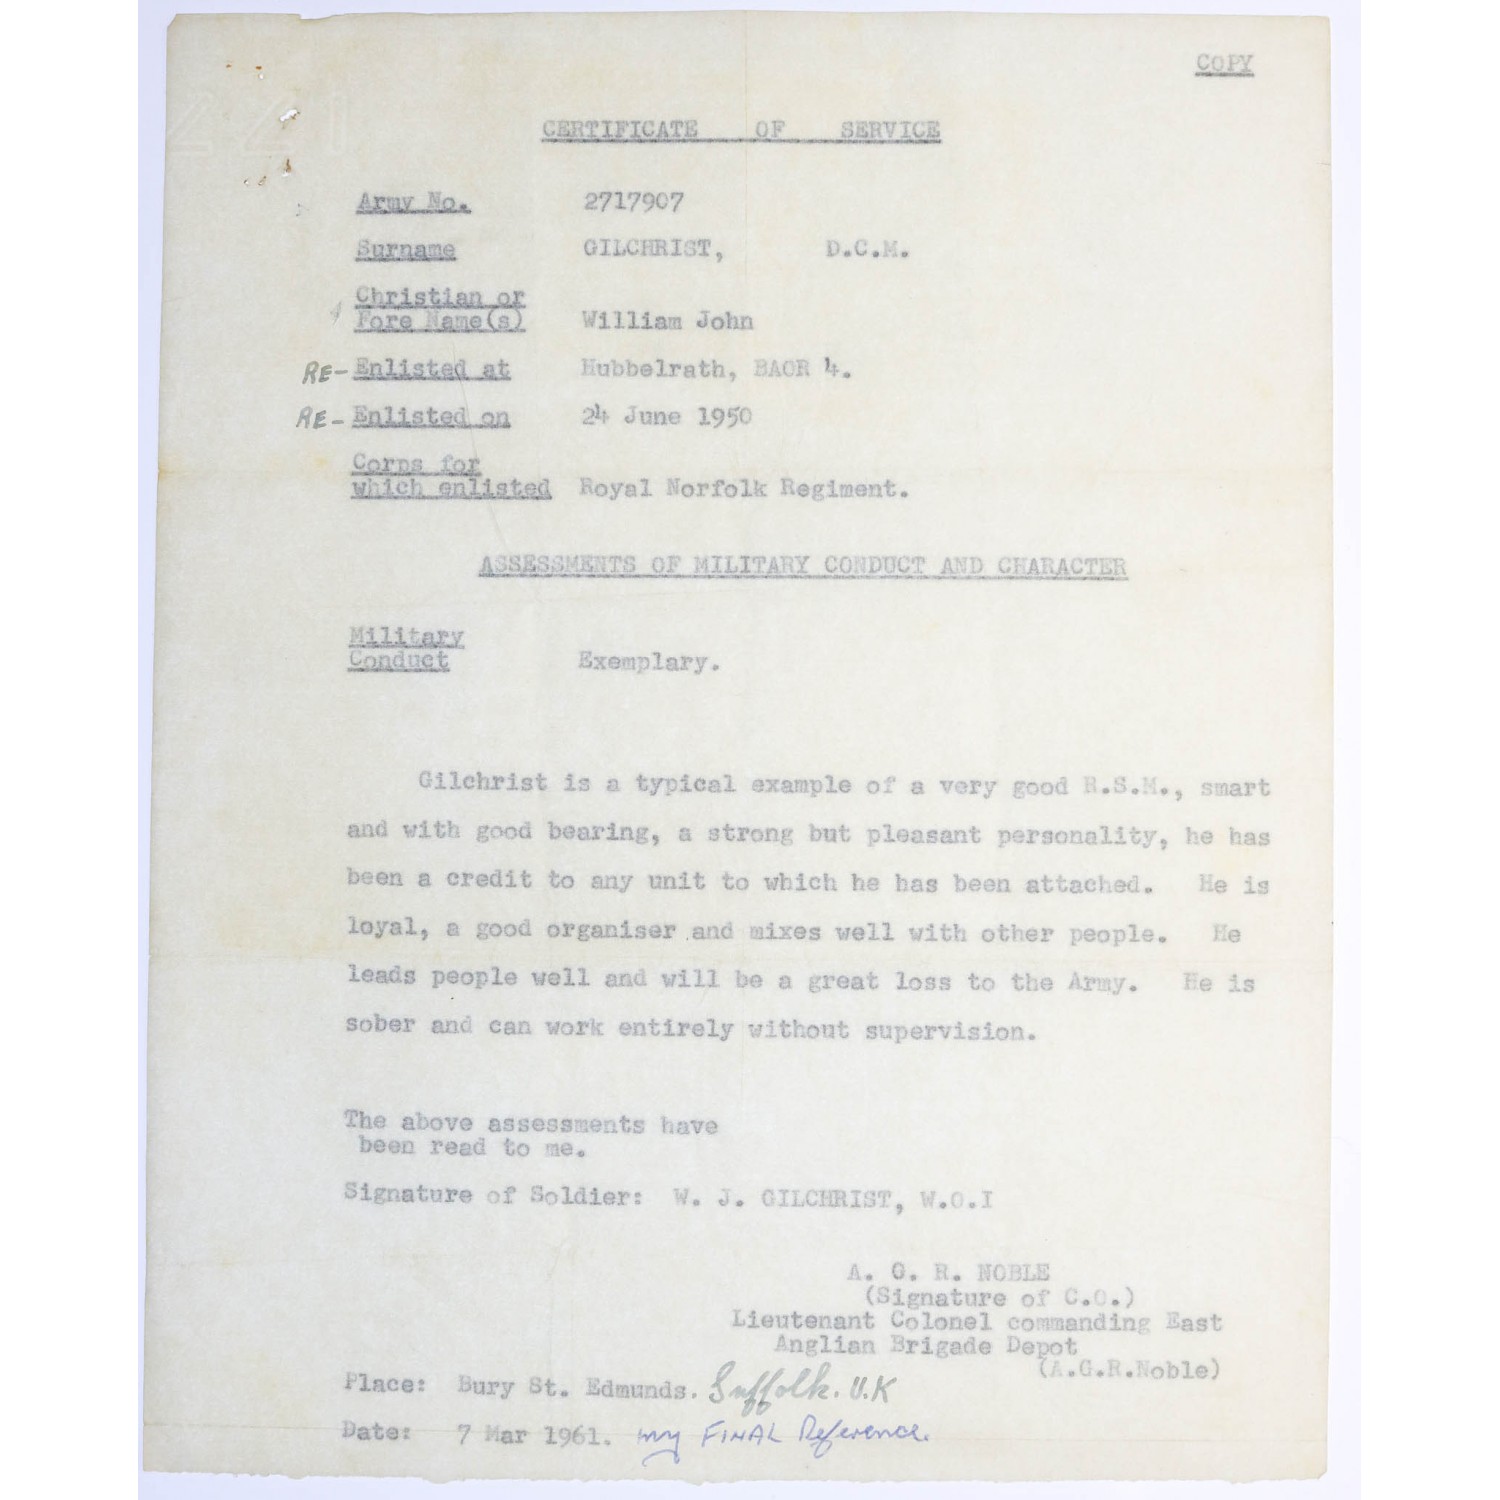 COPY
CERTIFICATE OF SERVICE
Army No. 2717907
Surname GILCHRIST, D.C.M.
Christian or
Fore Name(s) William John
RE- Enlisted at Hubbelrath, BAOR 4.
RE- Enlisted on 24 June 1950
Corps for
which enlisted Royal Norfolk Regiment.
ASSESSMENTS OF MILITARY CONDUCT AND CHARACTER
Military
Conduct Exemplary.
Gilchrist is a typical example of a very good R.S.M., smart
and with good bearing, a strong but pleasant personality, he has
been a credit to any unit to which he has been attached. He is
loyal, a good organiser and mixes well with other people. He
leads people well and will be a great loss to the Army. He is
sober and can work entirely without supervision.
The above assessments have
been read to me.
Signature of Soldier: W. J. GILCHRIST, W.O.I
A. G. R. NOBLE
(Signature of C.O.)
Lieutenant Colonel commanding East
Anglian Brigade Depot
(A.G.R.Noble)
Place: Bury St. Edmunds. Suffolk. U.K
Date: 7 Mar 1961. my FINAL Reference.